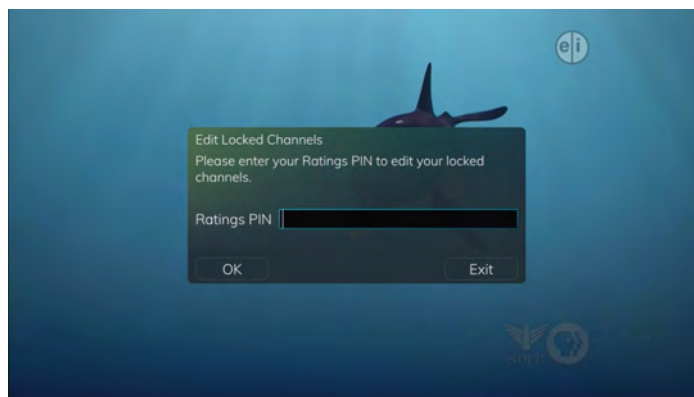 e i
Edit Locked Channels
Please enter your Ratings PIN to edit your locked
channels.
Ratings PIN
OK
Exit